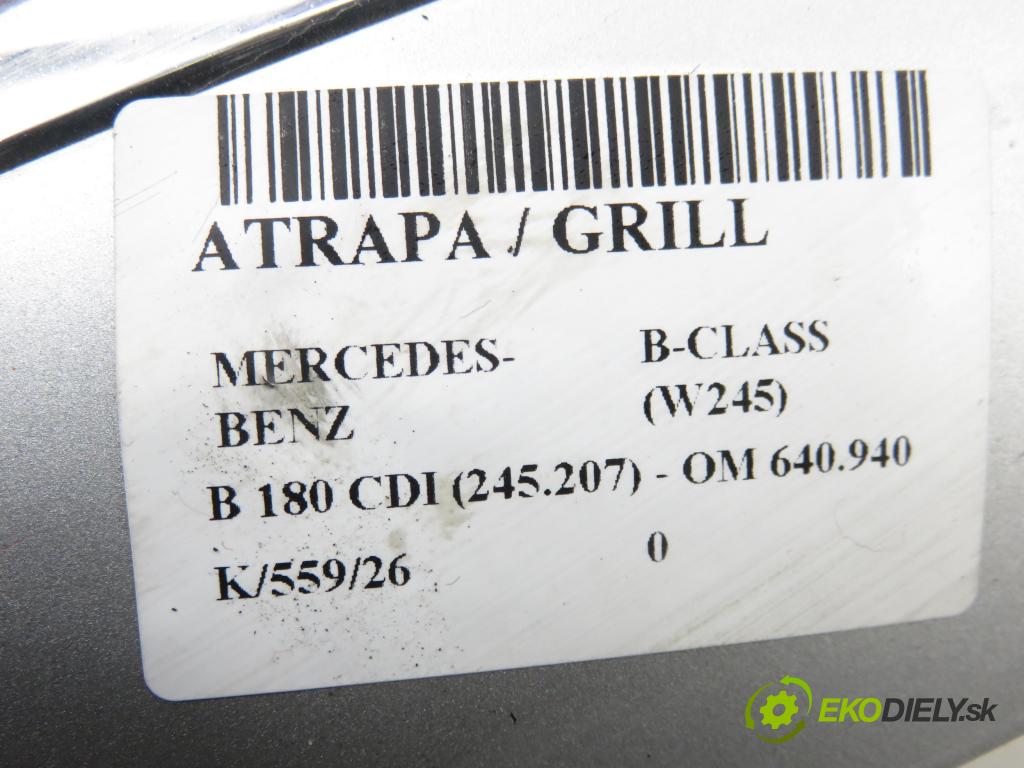 ATRAPA / GRILL
MERCEDES-
BENZ
B-CLASS
(W245)
B 180 CDI (245.207) - OM 640.940
K/559/26
0
EKODIELY.sk